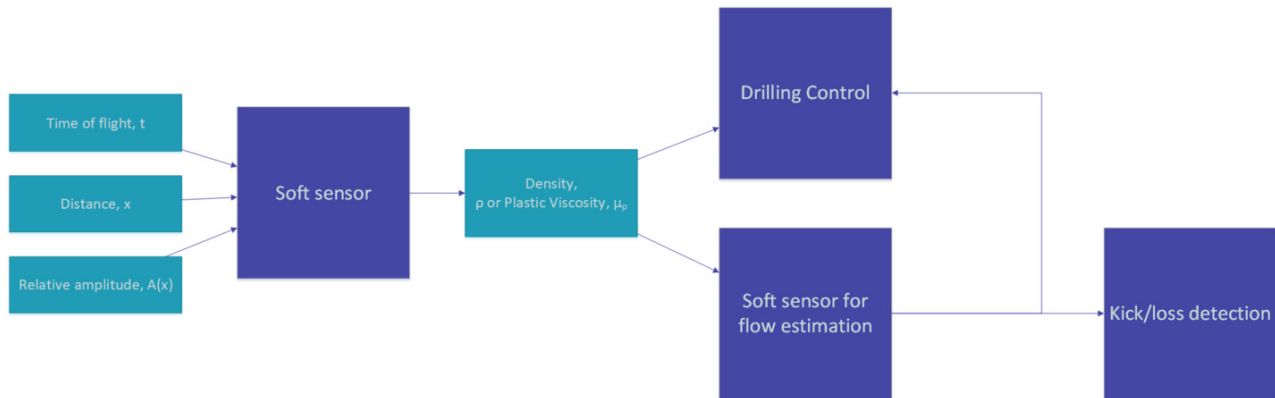 Time of flight, t
Distance, x
Relative amplitude, A(x)
Soft sensor
Density,
ρ or Plastic Viscosity, μₚ
Drilling Control
Soft sensor for
flow estimation
Kick/loss detection